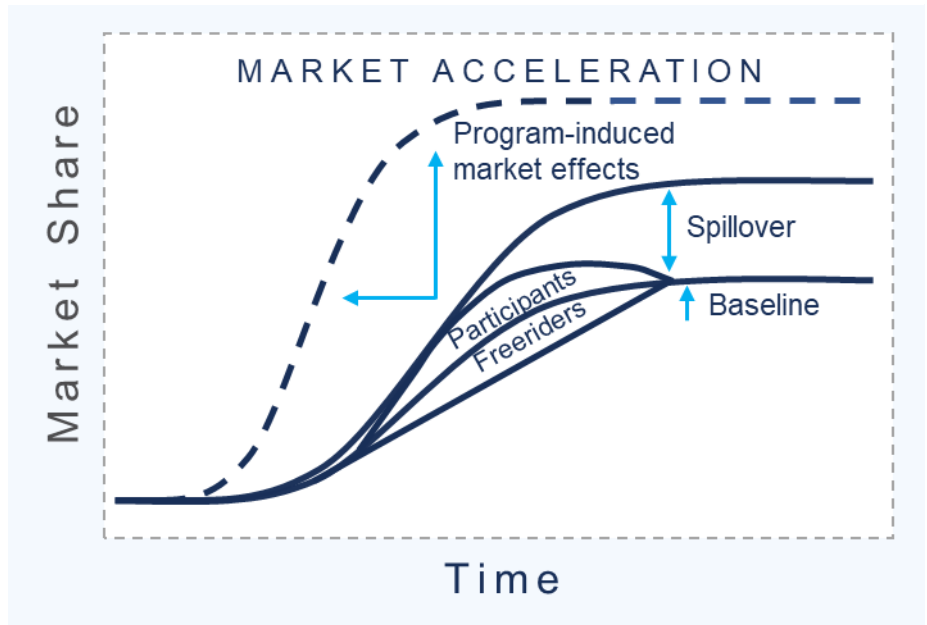 MARKET ACCELERATION
Program-induced
market effects
Spillover
Participants
Freeriders
Baseline
Market Share
Time